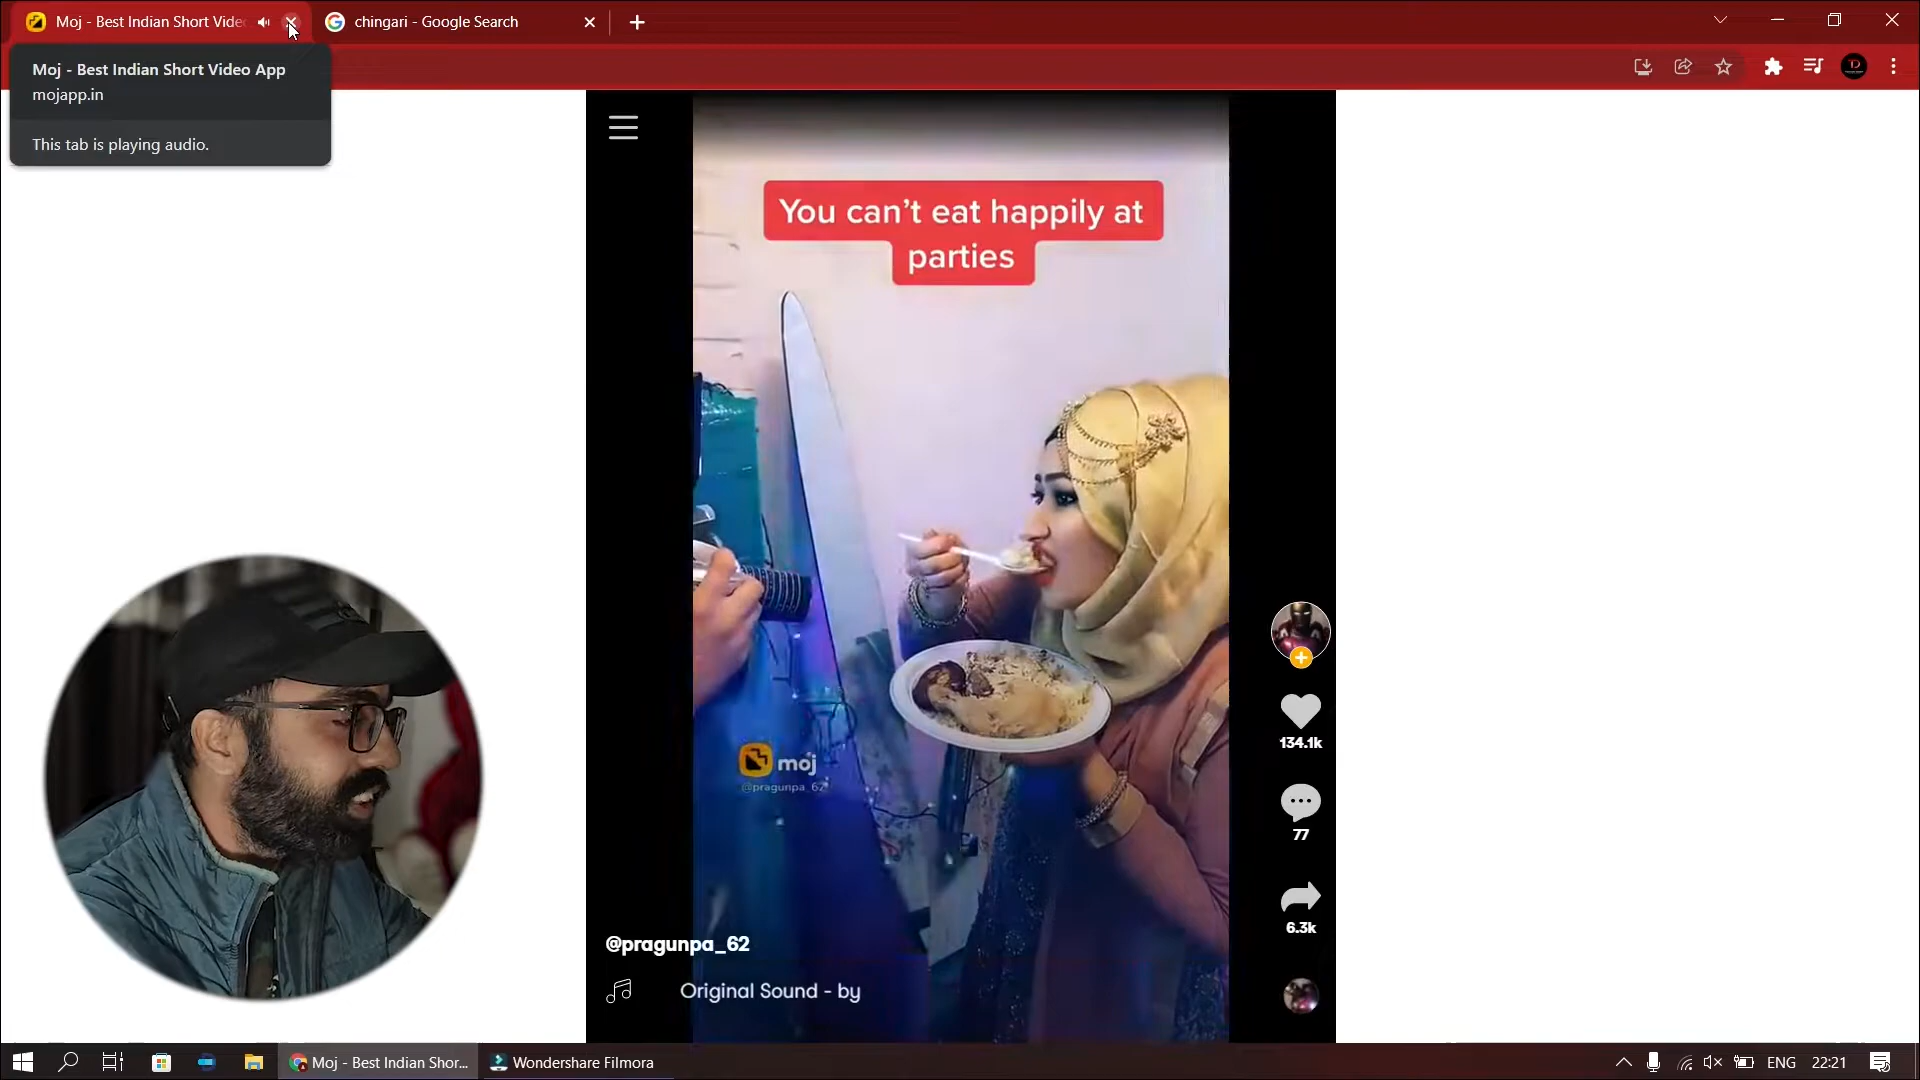 Moj - Best Indian Short Vide
chingari - Google Search
Moj - Best Indian Short Video App
mojapp.in
This tab is playing audio.
You can't eat happily at
parties
134.1k
moj
@pragunpa_62
77
6.3k
@pragunpa_62
Original Sound - by
Moj - Best Indian Shor...
Wondershare Filmora
ENG
22:21